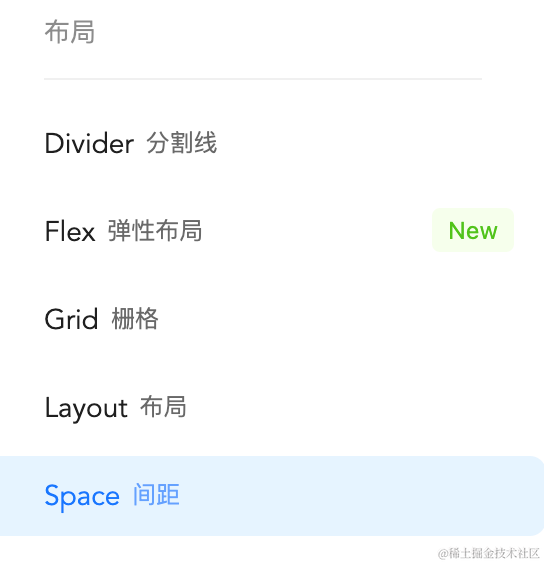 布局
Divider 分割线
Flex 弹性布局 New
Grid 栅格
Layout 布局
Space 间距
@稀土掘金技术社区